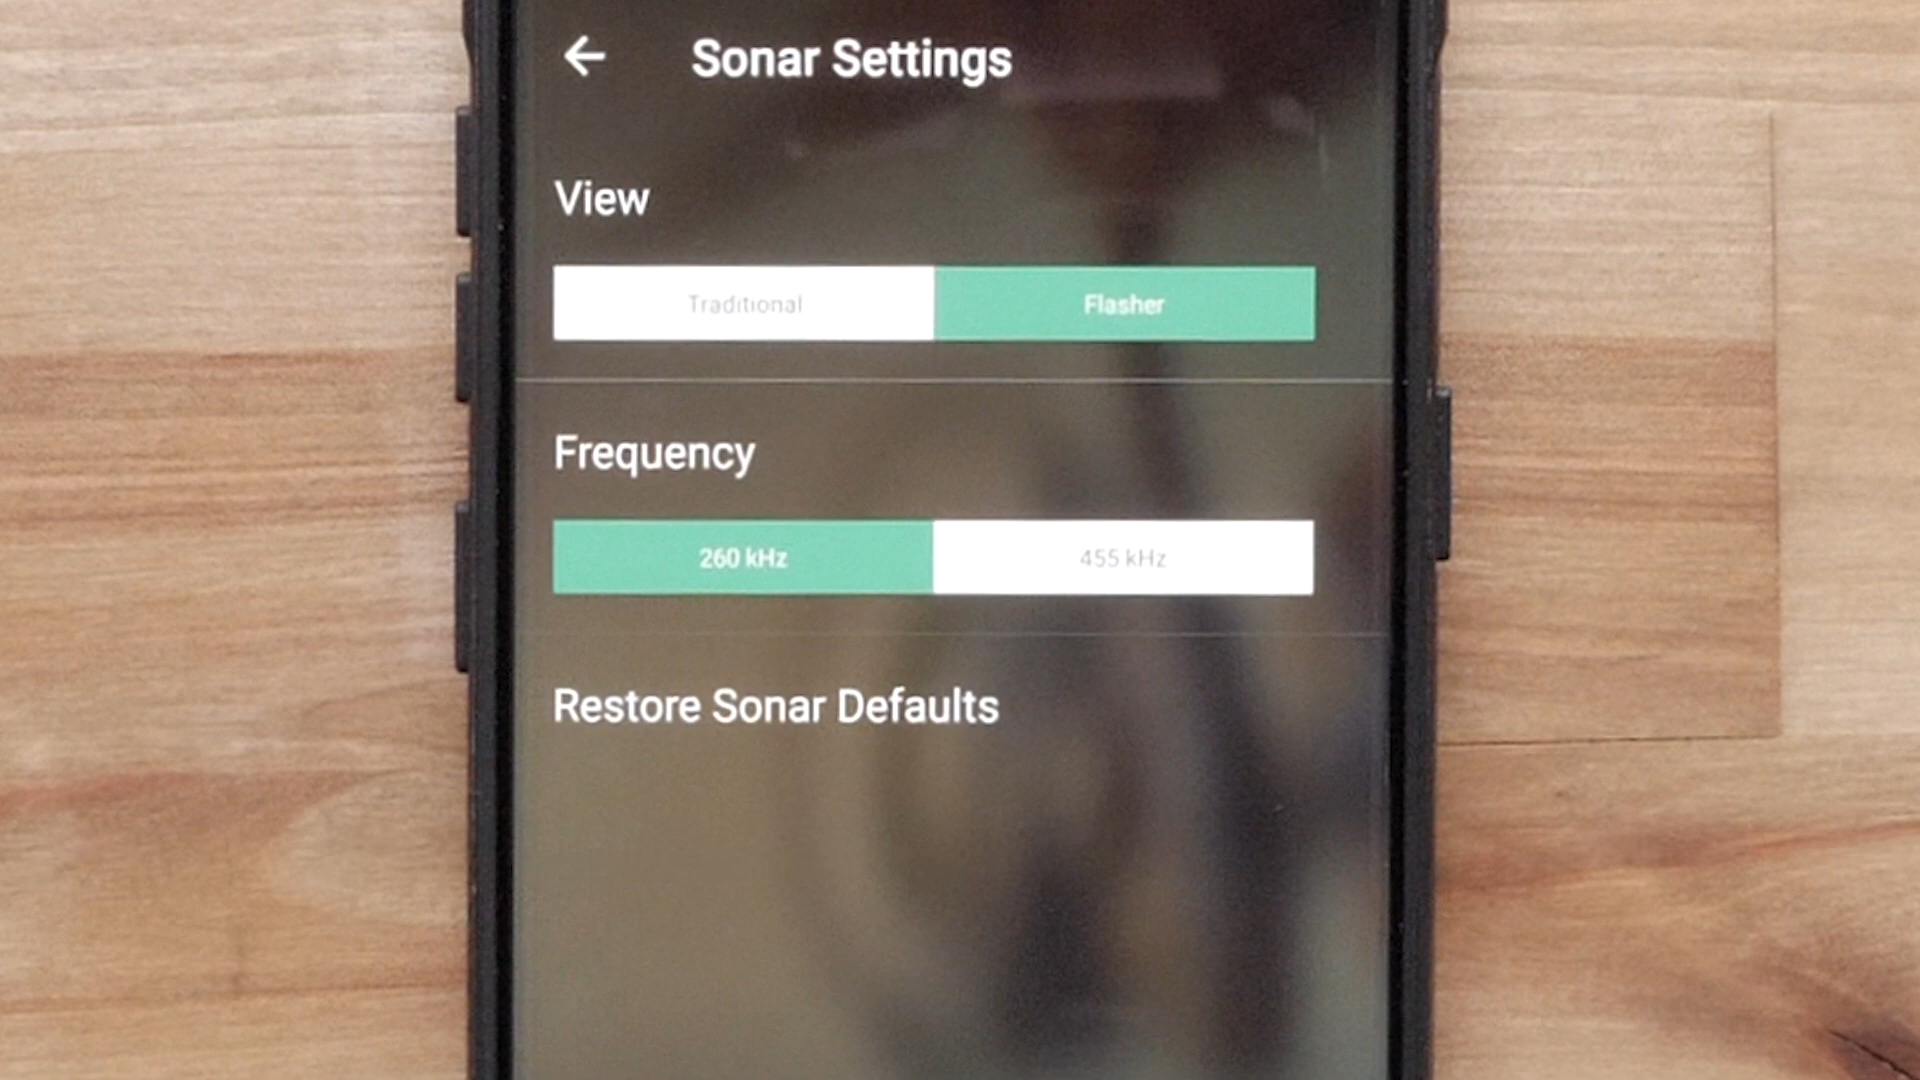 Sonar Settings
View
Traditional Flasher
Frequency
260 kHz 455 kHz
Restore Sonar Defaults